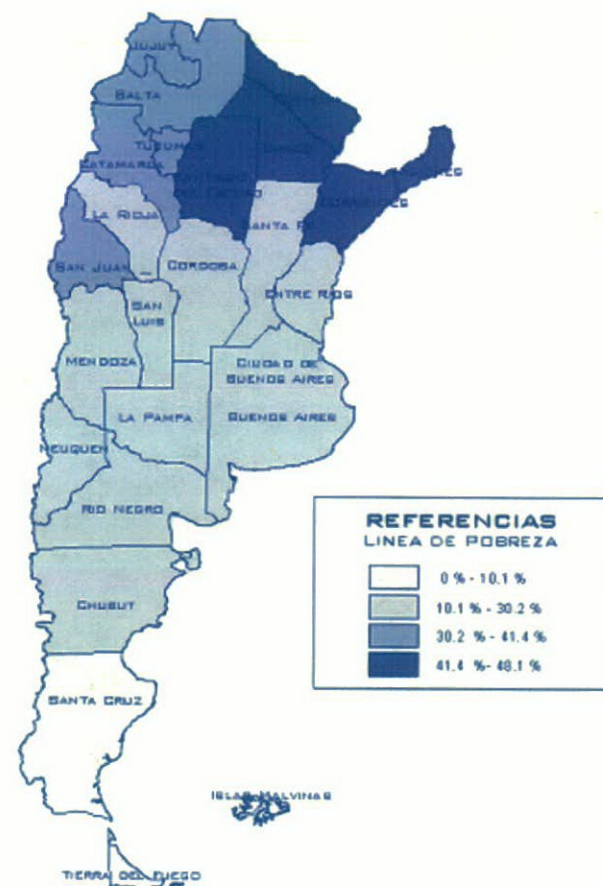 JUJUY
SALTA
TUCUMAN
CATAMARCA
LA RIOJA
SANTA FE
SAN JUAN
CORDOBA
SAN
LUIS
ENTRE RIOS
MENDOZA
CIUDAD DE
BUENOS AIRES
LA PAMPA
BUENOS AIRES
NEUQUEN
RIO NEGRO
CHUBUT
SANTA CRUZ
ISLAS MALVINAS
TIERRA DEL FUEGO
REFERENCIAS
LINEA DE POBREZA
0 % - 10.1 %
10.1 % - 30.2 %
30.2 % - 41.4 %
41.4 % - 48.1 %